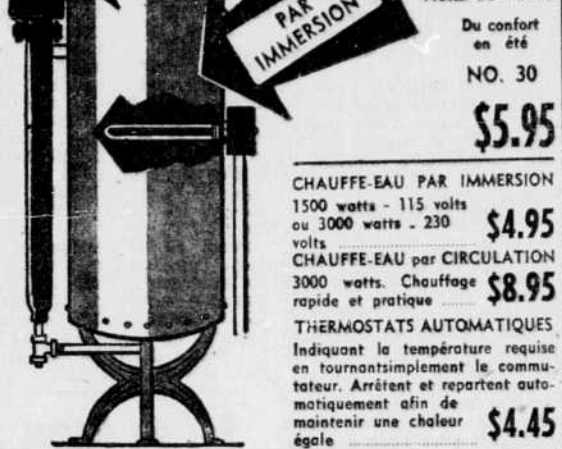 PAR
IMMERSION
Du confort
en été
NO. 30
$5.95
CHAUFFE-EAU PAR IMMERSION
1500 watts - 115 volts
ou 3000 watts - 230
volts ............ $4.95
CHAUFFE-EAU par CIRCULATION
3000 watts. Chauffage
rapide et pratique ...... $8.95
THERMOSTATS AUTOMATIQUES
Indiquant la température requise
en tournantsimplement le commu-
tateur. Arrêtent et repartent auto-
matiquement afin de
maintenir une chaleur
égale ............ $4.45